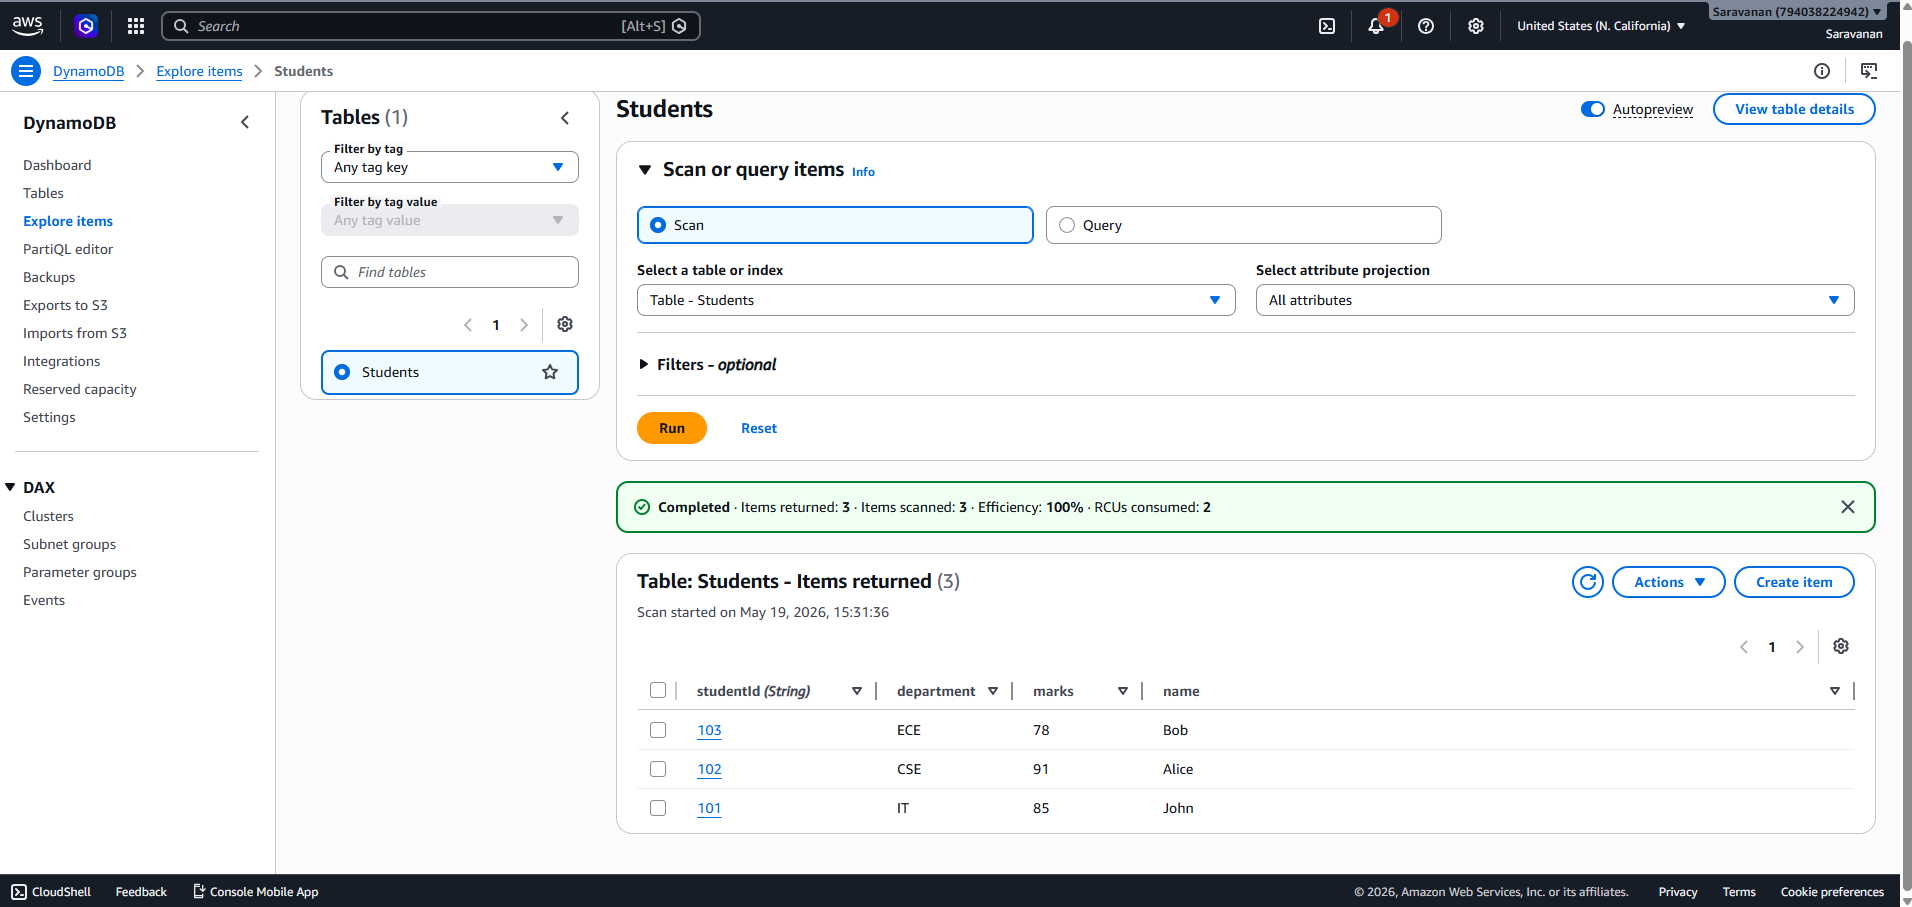 aws
Search
[Alt+S]
1
United States (N. California)
Saravanan (794038224942)
Saravanan
DynamoDB
Explore items
Students
DynamoDB
Dashboard
Tables
Explore items
PartiQL editor
Backups
Exports to S3
Imports from S3
Integrations
Reserved capacity
Settings
DAX
Clusters
Subnet groups
Parameter groups
Events
Tables (1)
Filter by tag
Any tag key
Filter by tag value
Any tag value
Find tables
1
Students
Students
Autopreview
View table details
Scan or query items Info
Scan
Query
Select a table or index
Table - Students
Select attribute projection
All attributes
Filters - optional
Run
Reset
Completed · Items returned: 3 · Items scanned: 3 · Efficiency: 100% · RCUs consumed: 2
Table: Students - Items returned (3)
Scan started on May 19, 2026, 15:31:36
Actions
Create item
1
studentId (String) department marks name
103 ECE 78 Bob
102 CSE 91 Alice
101 IT 85 John
CloudShell Feedback Console Mobile App © 2026, Amazon Web Services, Inc. or its affiliates. Privacy Terms Cookie preferences